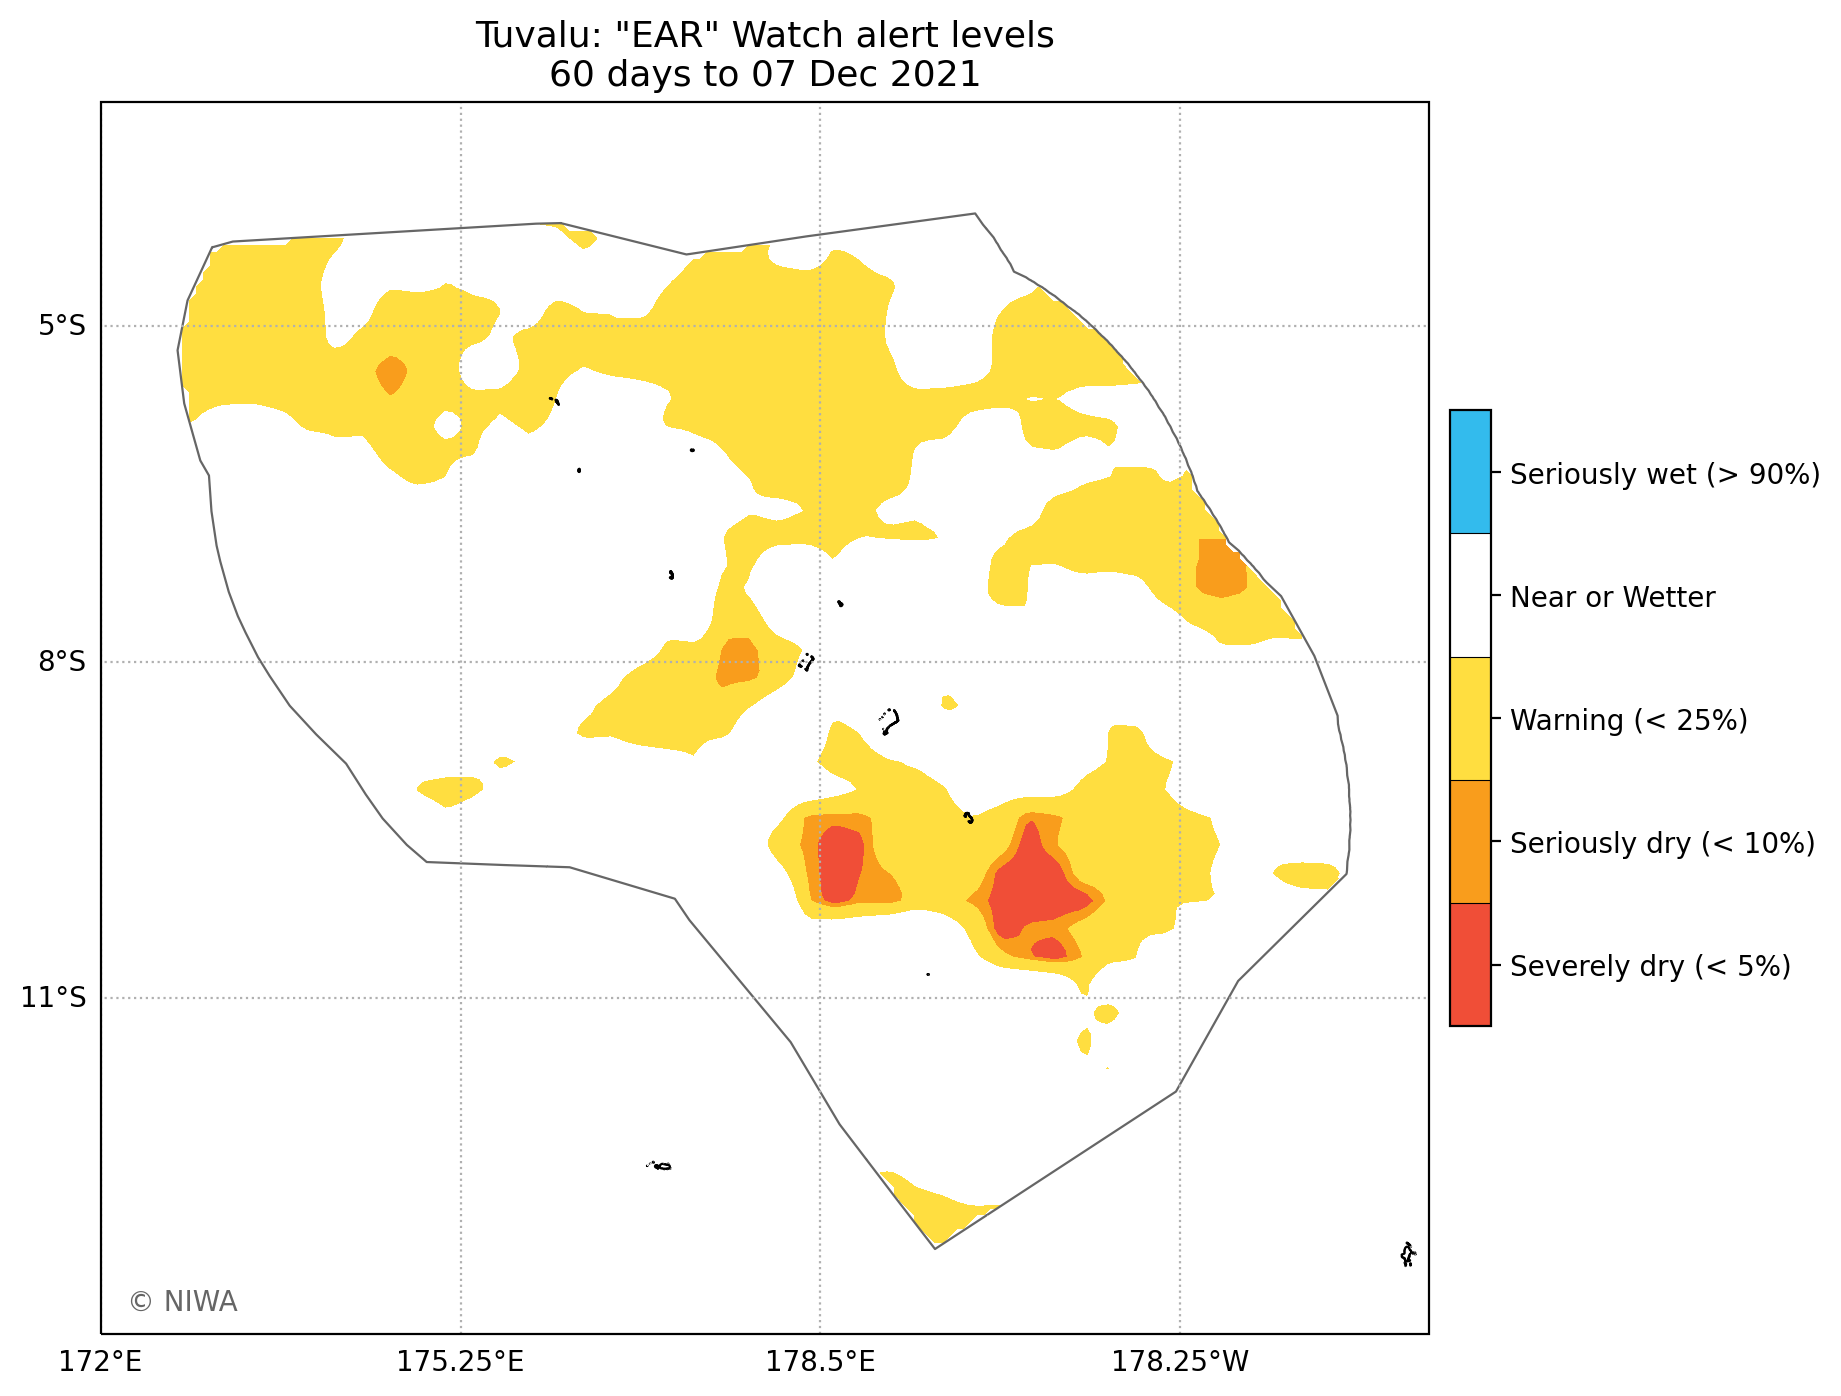 Tuvalu: "EAR" Watch alert levels
60 days to 07 Dec 2021
5°S
8°S
11°S
172°E
175.25°E
178.5°E
178.25°W
© NIWA
Seriously wet (> 90%)
Near or Wetter
Warning (< 25%)
Seriously dry (< 10%)
Severely dry (< 5%)